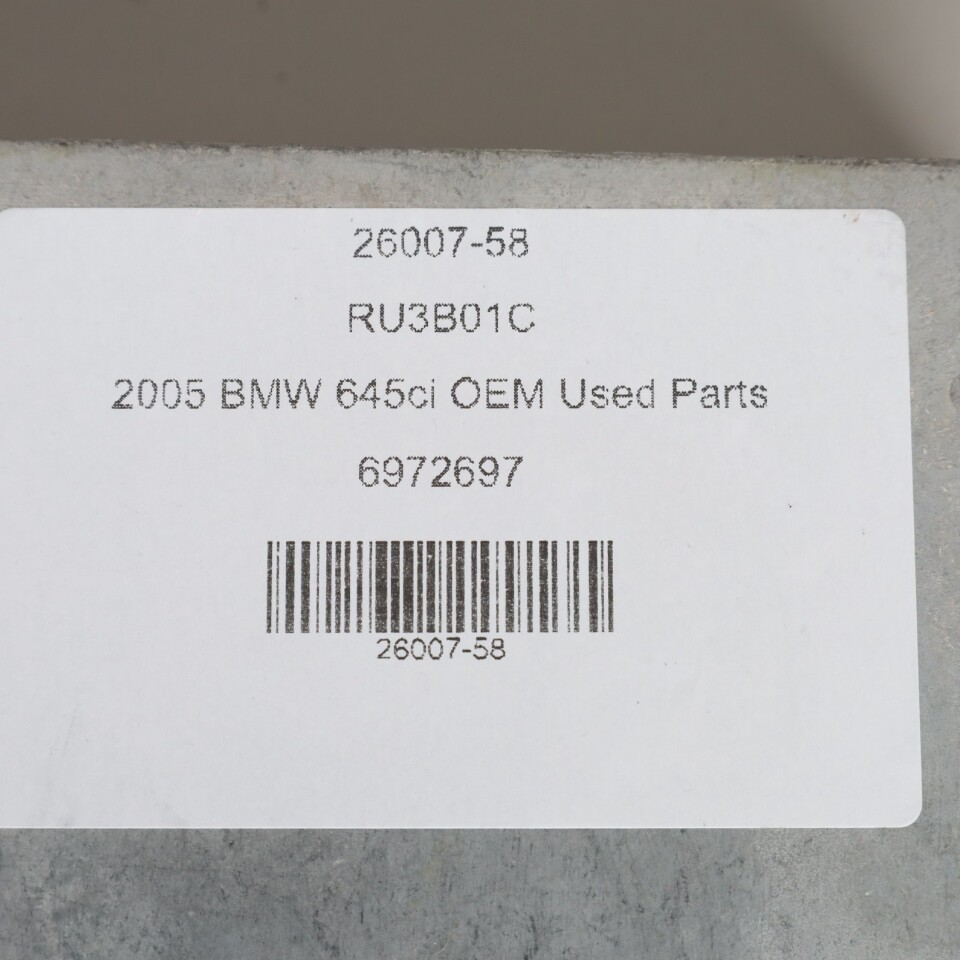 26007-58
RU3B01C
2005 BMW 645ci OEM Used Parts
6972697
26007-58